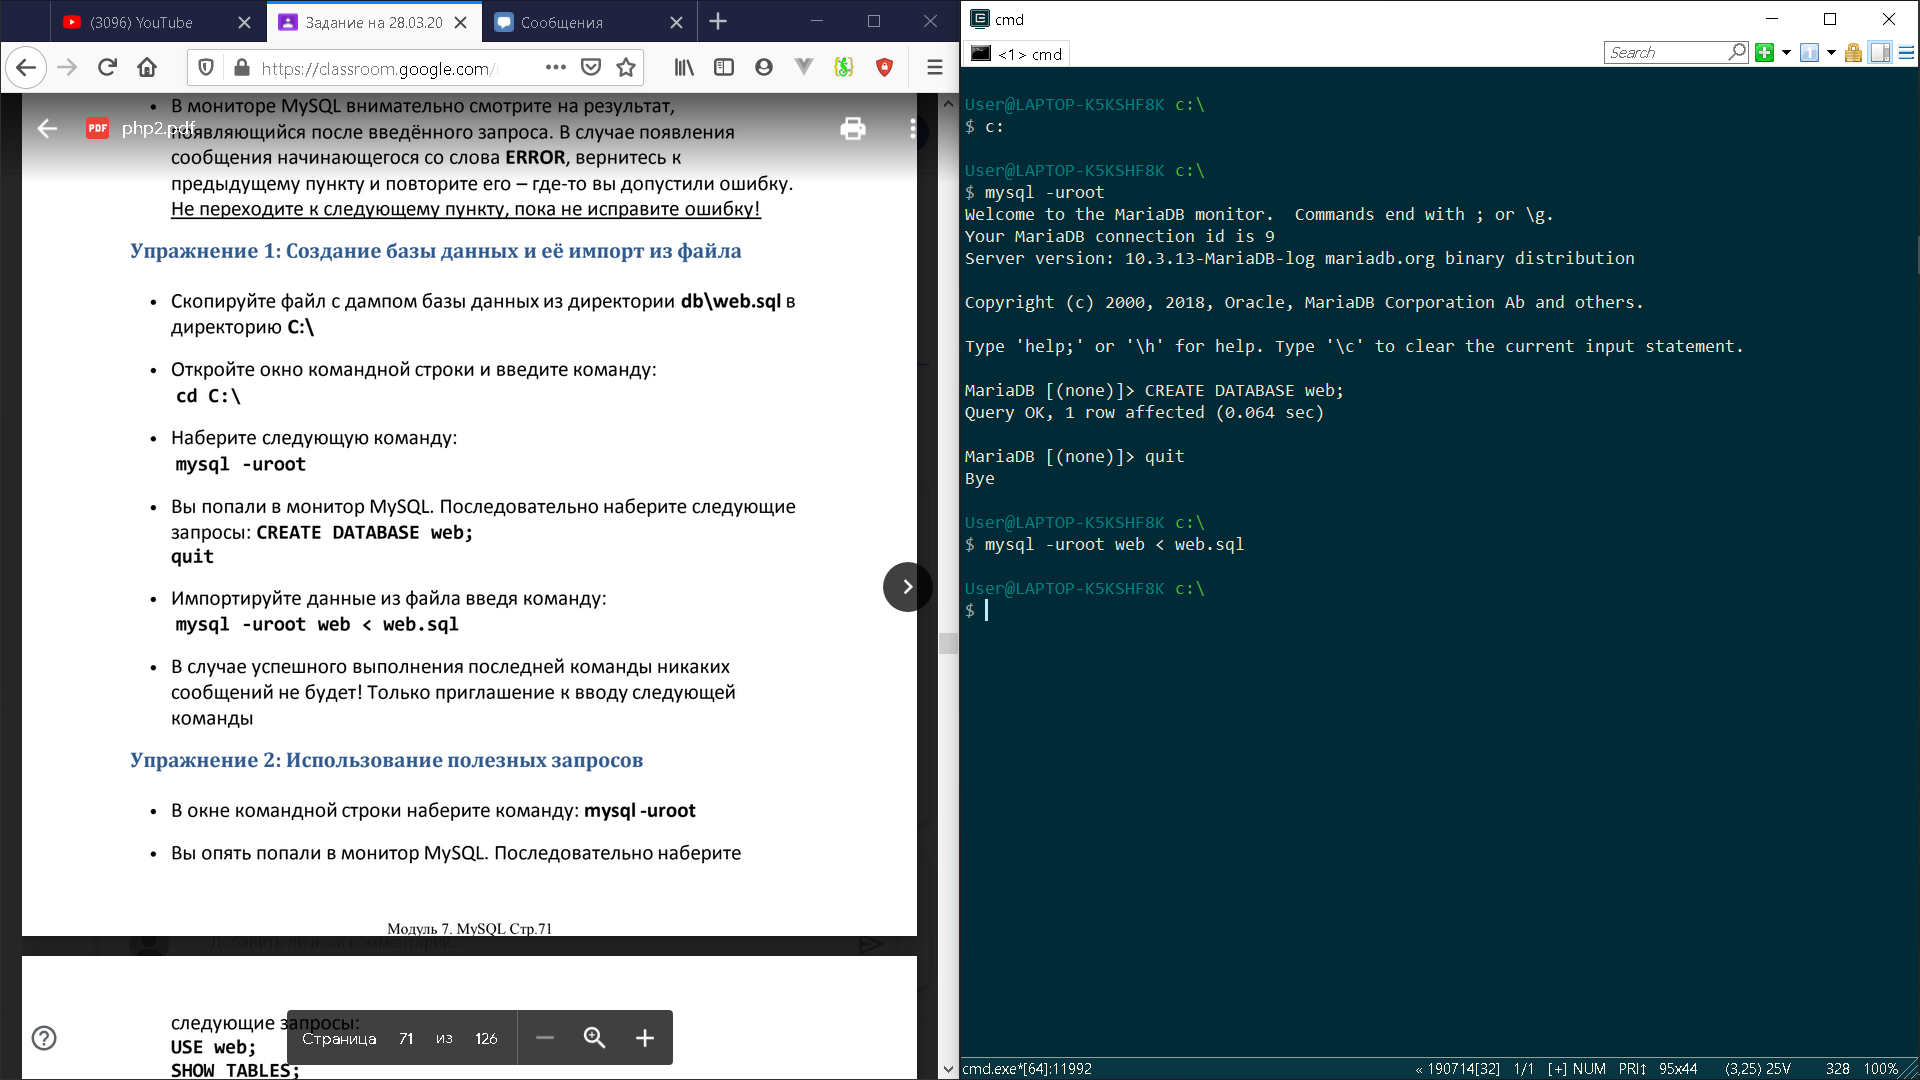 (3096) YouTube
Задание на 28.03.20
Сообщения
https://classroom.google.com/
• В мониторе MySQL внимательно смотрите на результат,
php2.pdf
появляющийся после введённого запроса. В случае появления
сообщения начинающегося со слова ERROR, вернитесь к
предыдущему пункту и повторите его – где-то вы допустили ошибку.
Не переходите к следующему пункту, пока не исправите ошибку!
Упражнение 1: Создание базы данных и её импорт из файла
• Скопируйте файл с дампом базы данных из директории db\web.sql в
директорию C:\
• Откройте окно командной строки и введите команду:
cd C:\
• Наберите следующую команду:
mysql -uroot
• Вы попали в монитор MySQL. Последовательно наберите следующие
запросы: CREATE DATABASE web;
quit
• Импортируйте данные из файла введя команду:
mysql -uroot web < web.sql
• В случае успешного выполнения последней команды никаких
сообщений не будет! Только приглашение к вводу следующей
команды
Упражнение 2: Использование полезных запросов
• В окне командной строки наберите команду: mysql -uroot
• Вы опять попали в монитор MySQL. Последовательно наберите
Модуль 7. MySQL Стр.71
Добавить личный комментарий...
следующие запросы:
USE web;
SHOW TABLES;
Страница 71 из 126
cmd
<1> cmd
Search
User@LAPTOP-K5KSHF8K c:\
$ c:
User@LAPTOP-K5KSHF8K c:\
$ mysql -uroot
Welcome to the MariaDB monitor.  Commands end with ; or \g.
Your MariaDB connection id is 9
Server version: 10.3.13-MariaDB-log mariadb.org binary distribution
Copyright (c) 2000, 2018, Oracle, MariaDB Corporation Ab and others.
Type 'help;' or '\h' for help. Type '\c' to clear the current input statement.
MariaDB [(none)]> CREATE DATABASE web;
Query OK, 1 row affected (0.064 sec)
MariaDB [(none)]> quit
Bye
User@LAPTOP-K5KSHF8K c:\
$ mysql -uroot web < web.sql
User@LAPTOP-K5KSHF8K c:\
$
cmd.exe*[64]:11992
« 190714[32] 1/1 [+] NUM PRI↕ 95x44 (3,25) 25V 328 100%